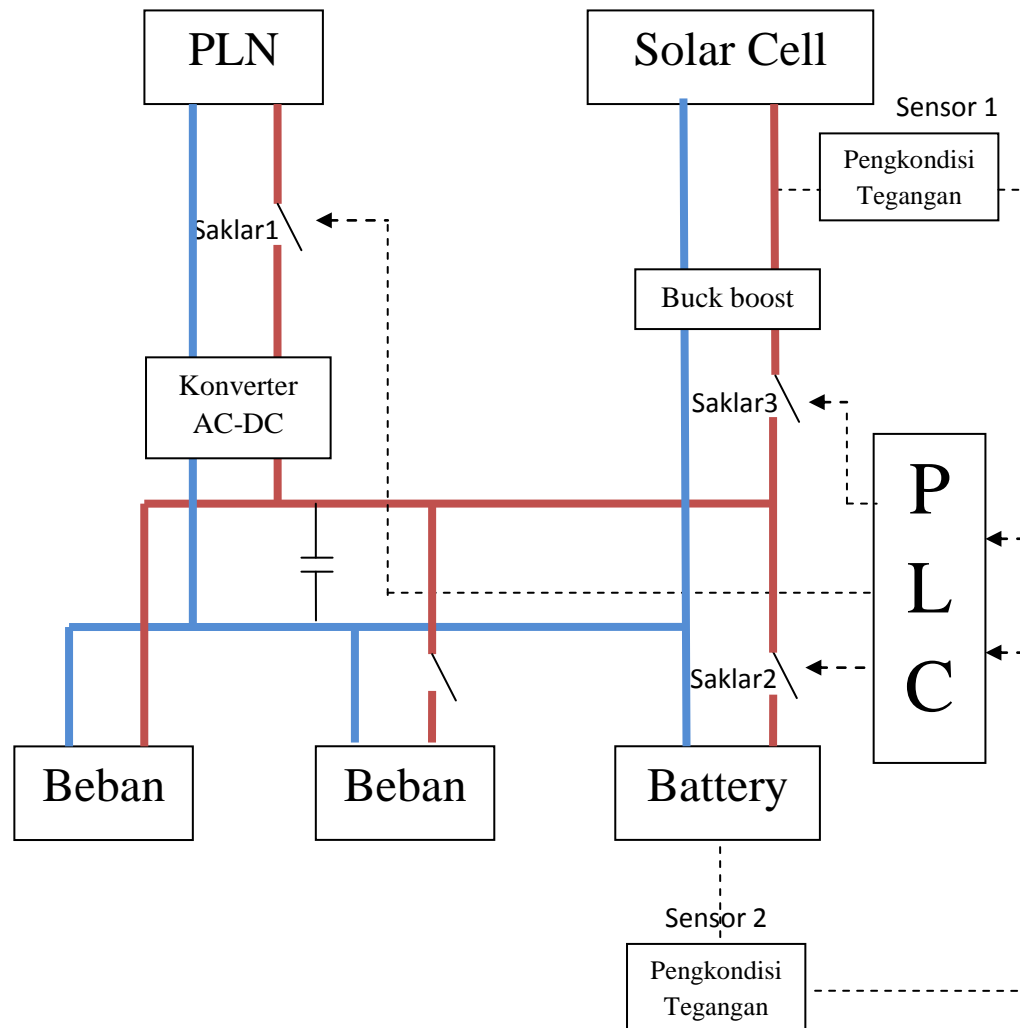 PLN
Solar Cell
Sensor 1
Pengkondisi
Tegangan
Saklar1
Buck boost
Konverter
AC-DC
Saklar3
P
L
C
Saklar2
Beban
Beban
Battery
Sensor 2
Pengkondisi
Tegangan